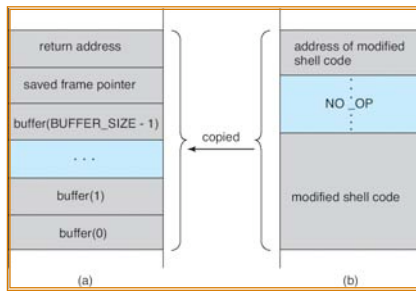 return address
saved frame pointer
buffer(BUFFER_SIZE - 1)
. . .
buffer(1)
buffer(0)
(a)
copied
address of modified
shell code
NO_OP
modified shell code
(b)